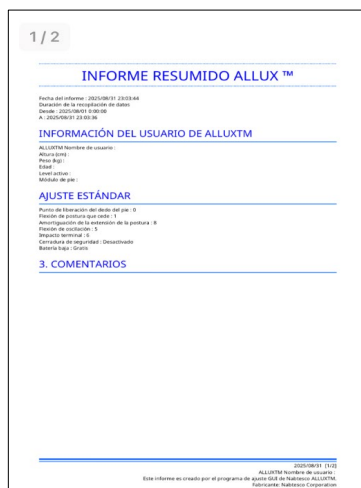 1/2
INFORME RESUMIDO ALLUX ™
Fecha del informe : 2025/08/31 23:03:44
Duración de la recopilación de datos
Desde : 2025/08/01 0:00:00
A : 2025/08/31 23:03:36
INFORMACIÓN DEL USUARIO DE ALLUXTM
ALLUXTM Nombre de usuario :
Altura (cm) :
Peso (kg) :
Edad :
Level activo :
Módulo de pie :
AJUSTE ESTÁNDAR
Punto de liberación del dedo del pie : 0
Flexión de postura que cede : 1
Amortiguación de la extensión de la postura : 8
Flexión de oscilación : 5
Impacto terminal : 6
Cerradura de seguridad : Desactivado
Batería baja : Gratis
3. COMENTARIOS
2025/08/31 [1/2]
ALLUXTM Nombre de usuario :
Este informe es creado por el programa de ajuste GUI de Nabtesco ALLUXTM.
Fabricante: Nabtesco Corporation